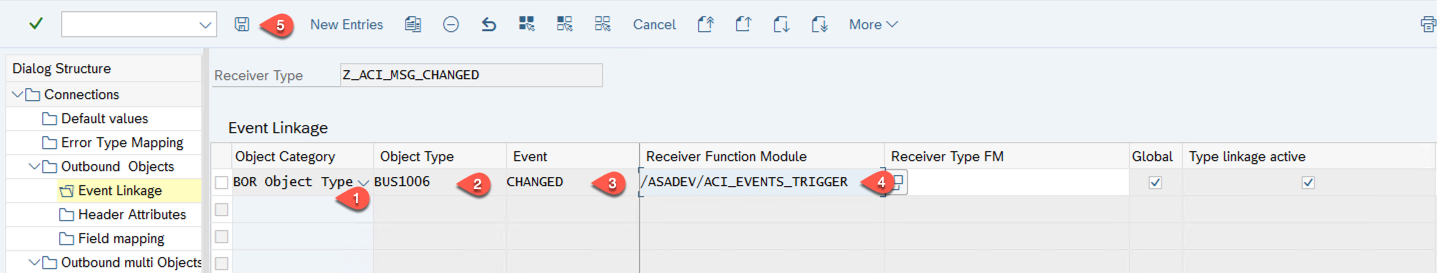 5 New Entries Cancel More
Dialog Structure
Connections
Default values
Error Type Mapping
Outbound Objects
Event Linkage
Header Attributes
Field mapping
Outbound multi Objects
Receiver Type Z_ACI_MSG_CHANGED
Event Linkage
Object Category Object Type Event Receiver Function Module Receiver Type FM Global Type linkage active
BOR Object Type BUS1006 2 CHANGED 3 /ASADEV/ACI_EVENTS_TRIGGER 4
1